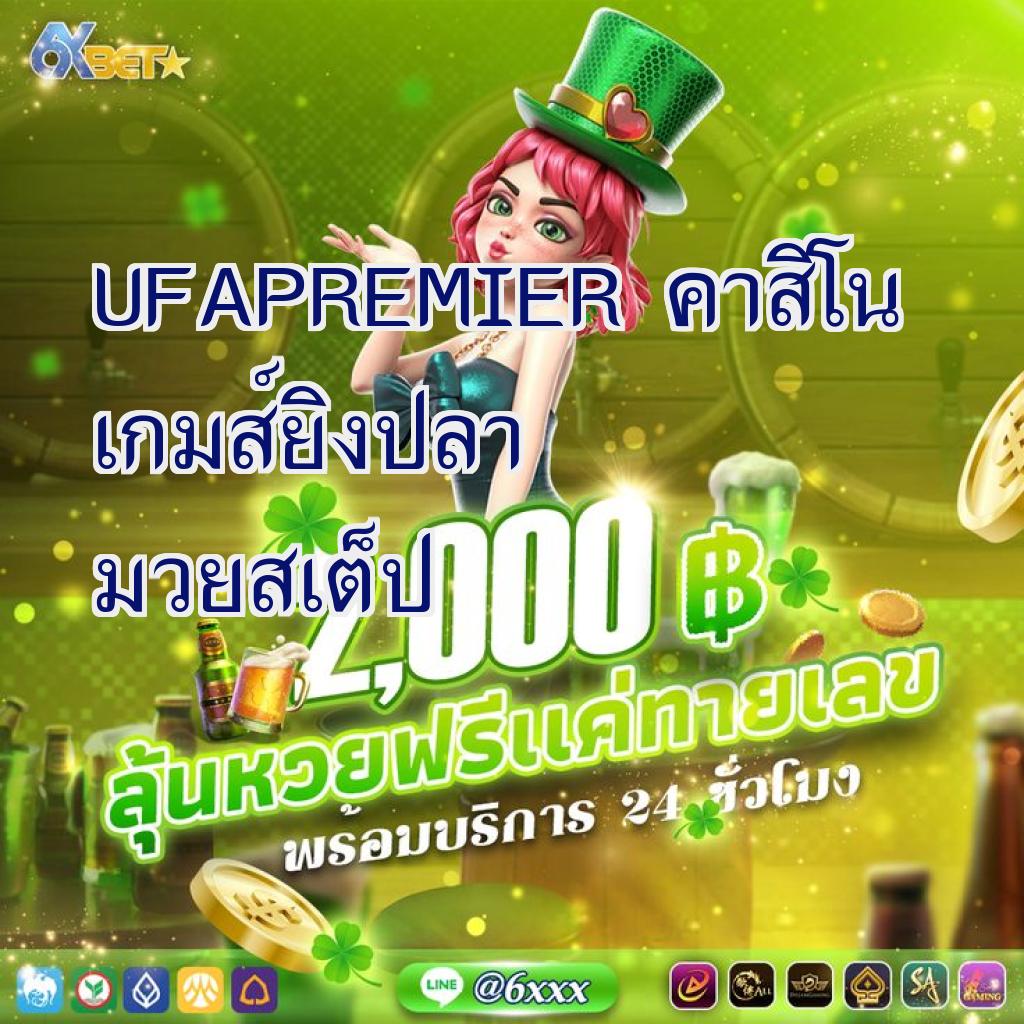 6XBET
UFAPREMIER คาสิโน
เกมส์ยิงปลา
มวยสเต็ป
2,000 ฿
ลุ้นหวยฟรีแค่ทายเลข
พร้อมบริการ 24 ชั่วโมง
LINE @6xxx
SA GAMING